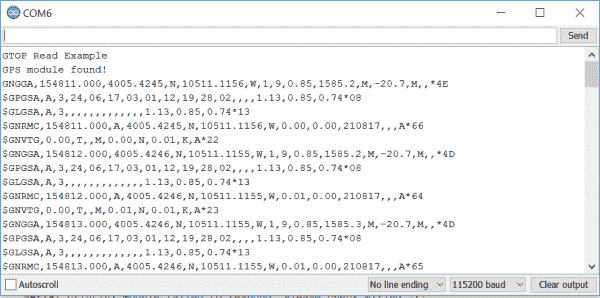 COM6
Send
GTOP Read Example
GPS module found!
GNGGA,154811.000,4005.4245,N,10511.1156,W,1,9,0.85,1585.2,M,-20.7,M,,*4E
$GPGSA,A,3,24,06,17,03,01,12,19,28,02,,,,1.13,0.85,0.74*08
$GLGSA,A,3,,,,,,,,,,,,,1.13,0.85,0.74*13
$GNRMC,154811.000,A,4005.4245,N,10511.1156,W,0.00,0.00,210817,,,A*66
$GNVTG,0.00,T,,M,0.00,N,0.01,K,A*22
$GNGGA,154812.000,4005.4246,N,10511.1155,W,1,9,0.85,1585.2,M,-20.7,M,,*4D
$GPGSA,A,3,24,06,17,03,01,12,19,28,02,,,,1.13,0.85,0.74*08
$GLGSA,A,3,,,,,,,,,,,,,1.13,0.85,0.74*13
$GNRMC,154812.000,A,4005.4246,N,10511.1155,W,0.01,0.00,210817,,,A*64
$GNVTG,0.00,T,,M,0.01,N,0.01,K,A*23
$GNGGA,154813.000,4005.4246,N,10511.1155,W,1,9,0.85,1585.3,M,-20.7,M,,*4D
$GPGSA,A,3,24,06,17,03,01,12,19,28,02,,,,1.13,0.85,0.74*08
$GLGSA,A,3,,,,,,,,,,,,,1.13,0.85,0.74*13
$GNRMC,154813.000,A,4005.4246,N,10511.1155,W,0.01,0.00,210817,,,A*65
Autoscroll
No line ending
115200 baud
Clear output